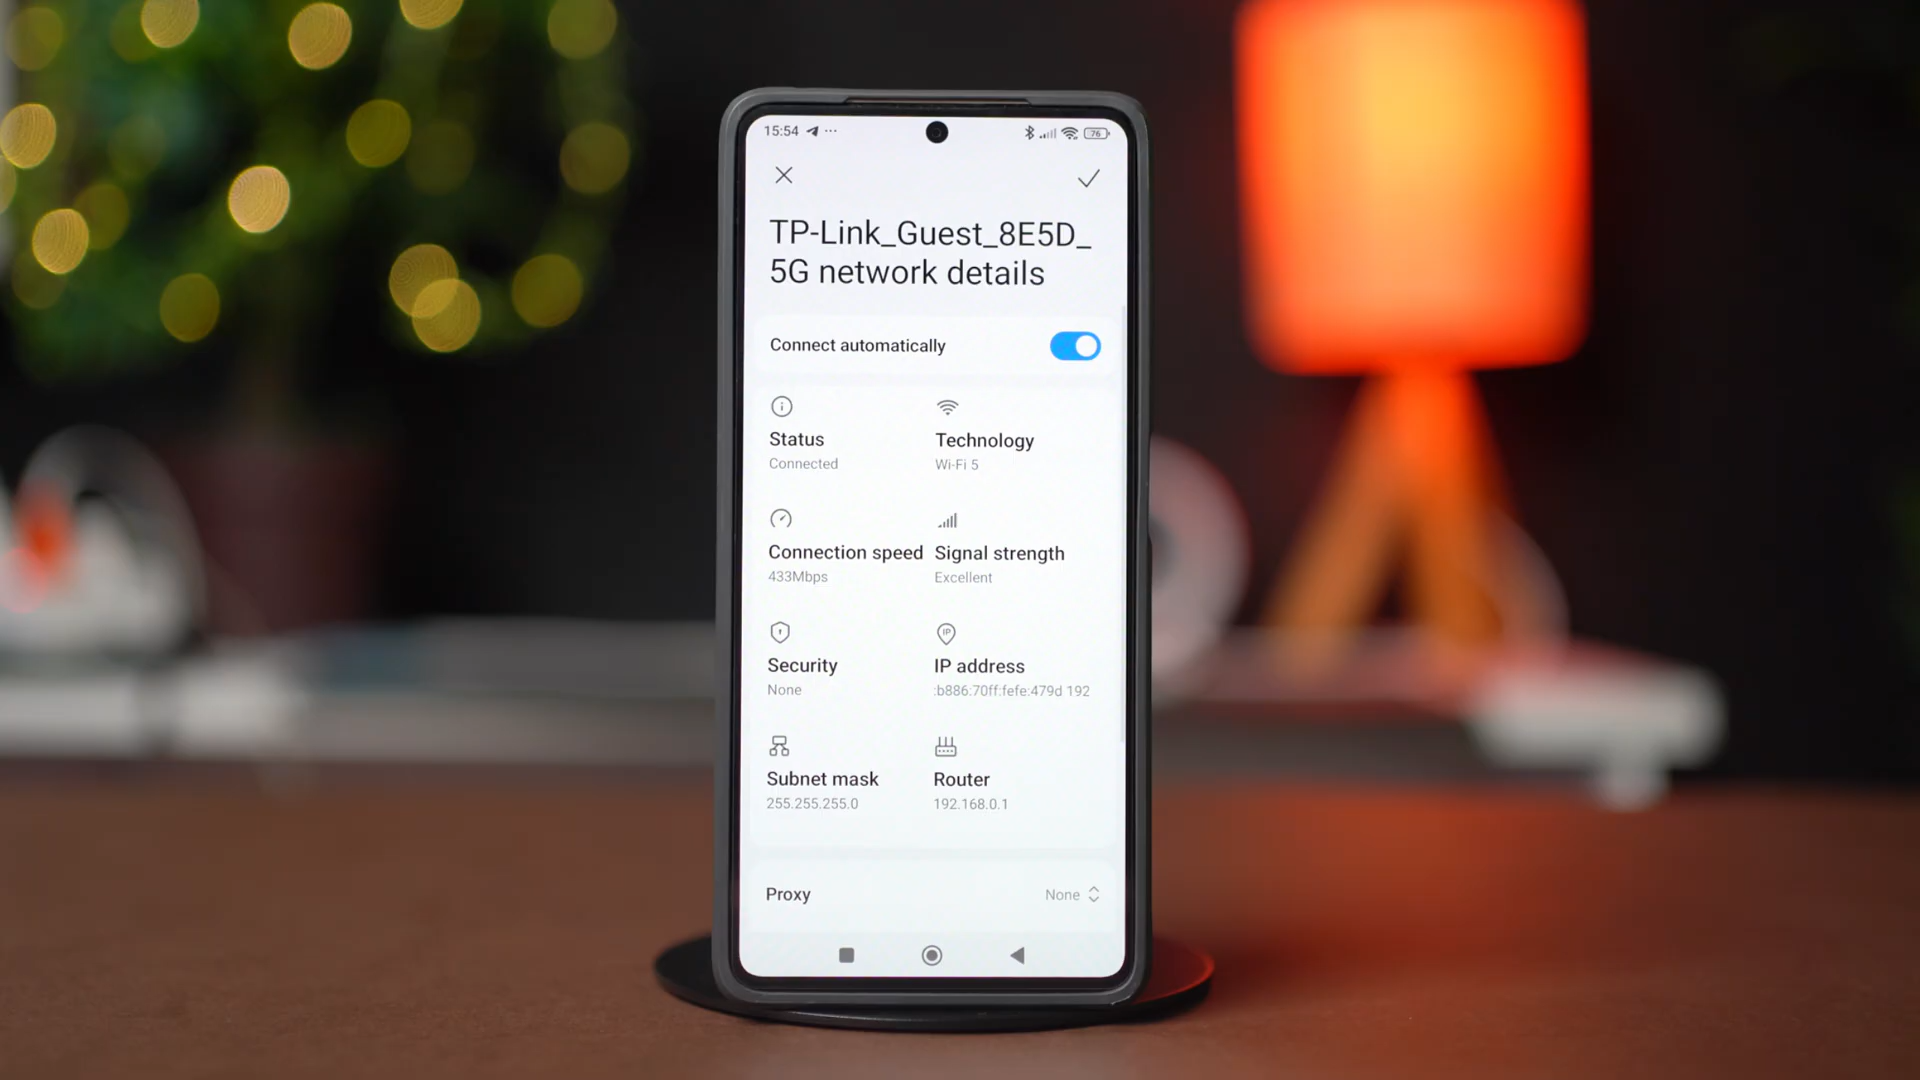 15:54 ...
76
TP-Link_Guest_8E5D_
5G network details
Connect automatically
Status
Connected
Technology
Wi-Fi 5
Connection speed
433Mbps
Signal strength
Excellent
Security
None
IP address
IP
:b886:70ff:fefe:479d 192
Subnet mask
255.255.255.0
Router
192.168.0.1
Proxy
None